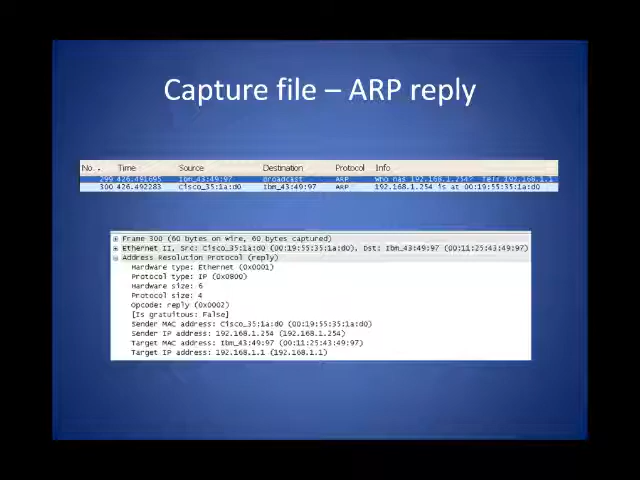 Capture file – ARP reply
No. . Time Source Destination Protocol Info
299 426.491695 Ibm_43:49:97 Broadcast ARP Who has 192.168.1.254? Tell 192.168.1.1
300 426.492283 Cisco_35:1a:d0 Ibm_43:49:97 ARP 192.168.1.254 is at 00:19:55:35:1a:d0
Frame 300 (60 bytes on wire, 60 bytes captured)
Ethernet II, Src: Cisco_35:1a:d0 (00:19:55:35:1a:d0), Dst: Ibm_43:49:97 (00:11:25:43:49:97)
Address Resolution Protocol (reply)
Hardware type: Ethernet (0x0001)
Protocol type: IP (0x0800)
Hardware size: 6
Protocol size: 4
Opcode: reply (0x0002)
[Is gratuitous: False]
Sender MAC address: Cisco_35:1a:d0 (00:19:55:35:1a:d0)
Sender IP address: 192.168.1.254 (192.168.1.254)
Target MAC address: Ibm_43:49:97 (00:11:25:43:49:97)
Target IP address: 192.168.1.1 (192.168.1.1)